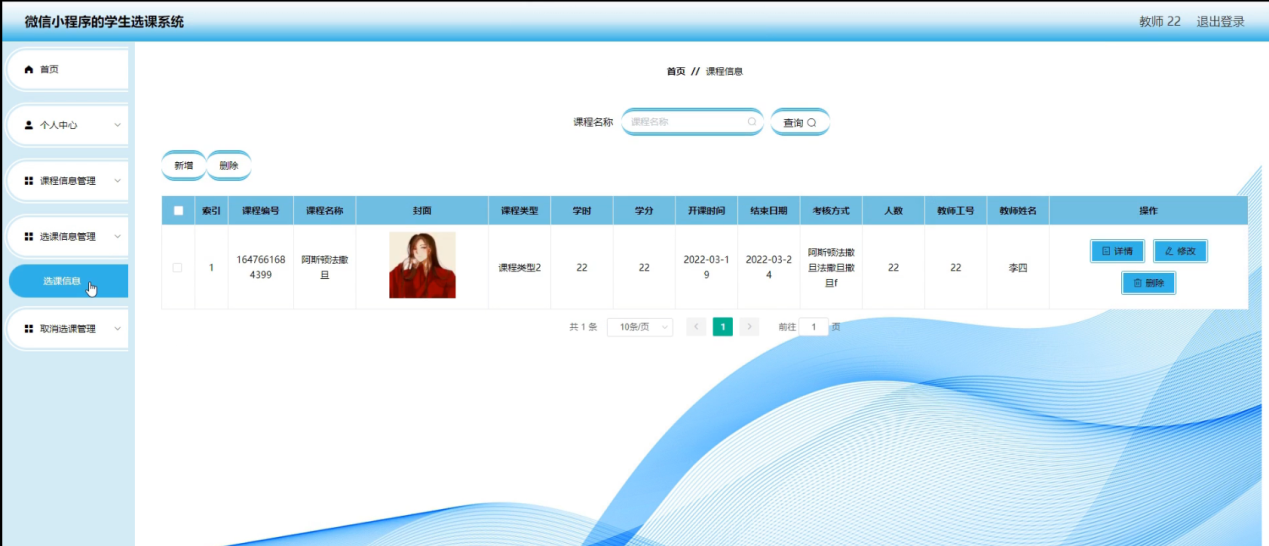 微信小程序的学生选课系统
教师 22 退出登录
首页
个人中心
课程信息管理
选课信息管理
选课信息
取消选课管理
首页 // 课程信息
课程名称 课程名称 查询
新增 删除
索引 课程编号 课程名称 封面 课程类型 学时 学分 开课时间 结束日期 考核方式 人数 教师工号 教师姓名 操作
1 164766168 阿斯顿法撒 课程类型2 22 22 2022-03-1 2022-03-2 阿斯顿法撒 22 22 李四 详情 修改
4399 旦 9 4 旦法撒旦撒
旦f 删除
共 1 条 10条/页 1 前往 1 页